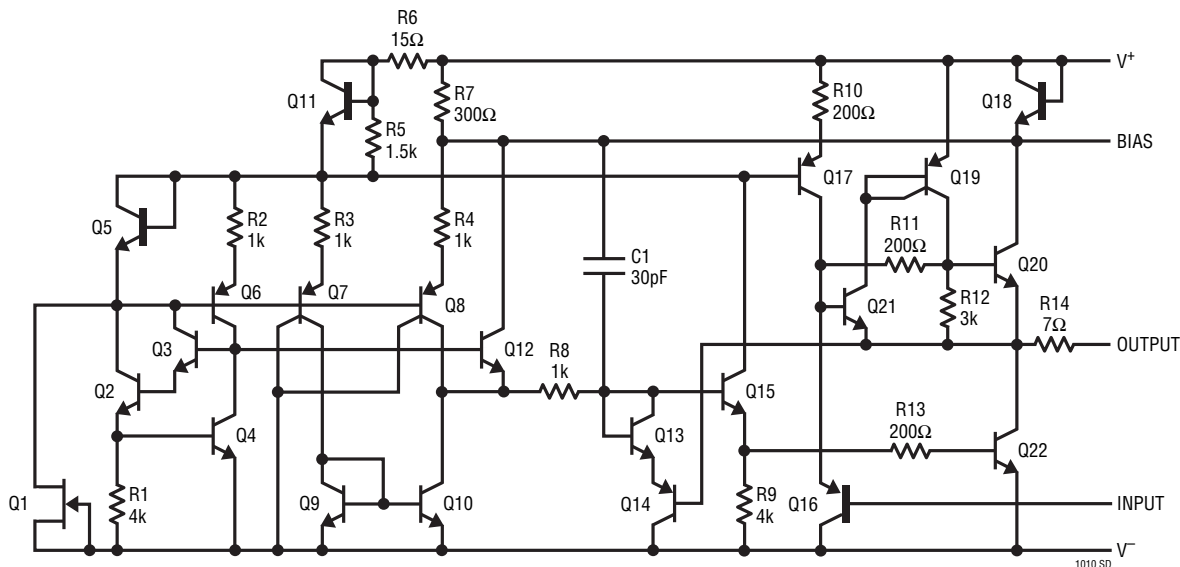 R6
15Ω
V+
Q11
R7
300Ω
R10
200Ω
Q18
R5
1.5k
BIAS
Q17
Q19
Q5
R2
1k
R3
1k
R4
1k
R11
200Ω
C1
30pF
Q20
Q6
Q7
Q8
Q21
R12
3k
R14
7Ω
Q3
Q12
OUTPUT
R8
1k
Q2
Q15
R13
200Ω
Q4
Q13
Q22
Q1
R1
4k
Q9
Q10
Q14
R9
4k
Q16
INPUT
V–
1010 SD